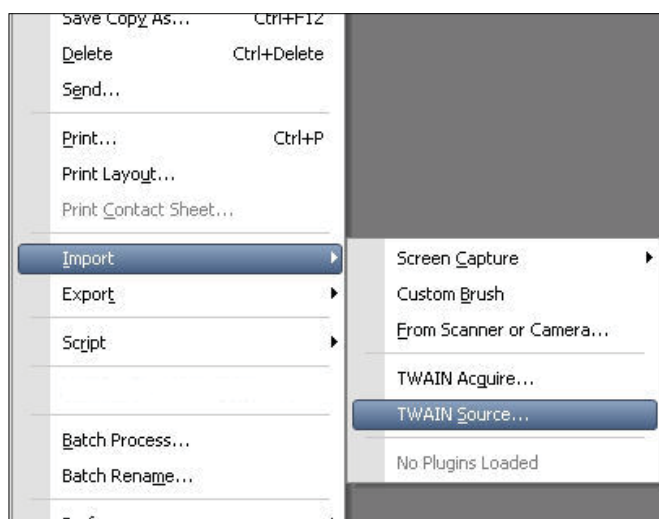 Save Copy As... Ctrl+F12
Delete Ctrl+Delete
Send...
Print... Ctrl+P
Print Layout...
Print Contact Sheet...
Import
Export
Script
Batch Process...
Batch Rename...
Screen Capture
Custom Brush
From Scanner or Camera...
TWAIN Acquire...
TWAIN Source...
No Plugins Loaded